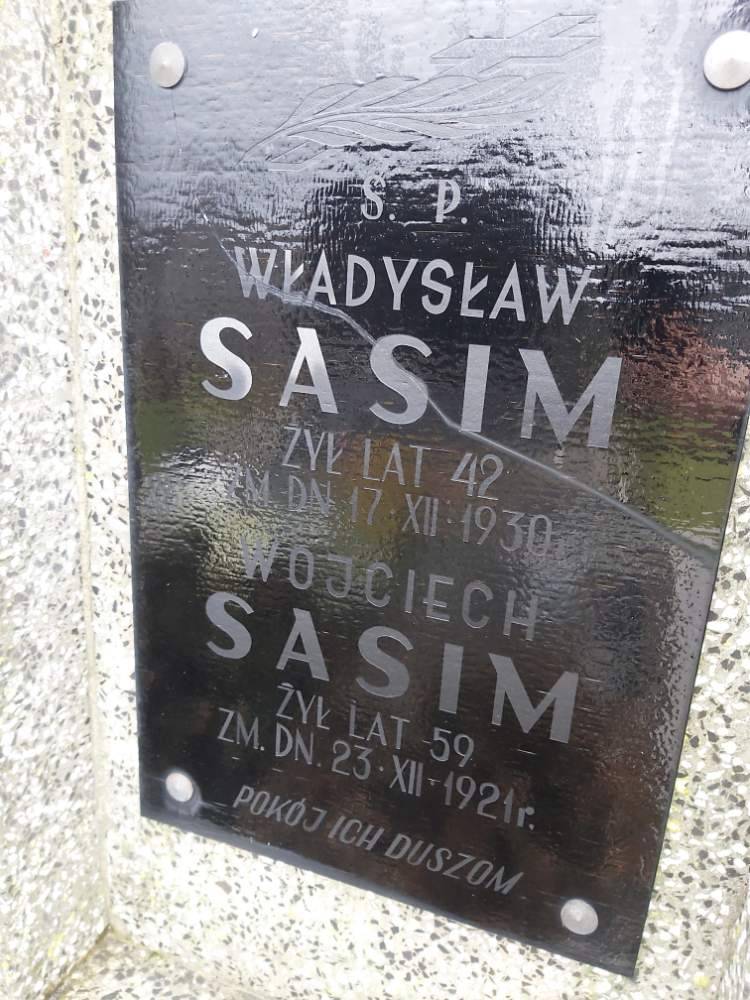 Ś. P.
WŁADYSŁAW
SASIM
ŻYŁ LAT 42
ZM. DN 17. XII 1930
WOJCIECH
SASIM
ŻYŁ LAT 59
ZM. DN. 23. XII 1921 r.
POKÓJ ICH DUSZOM